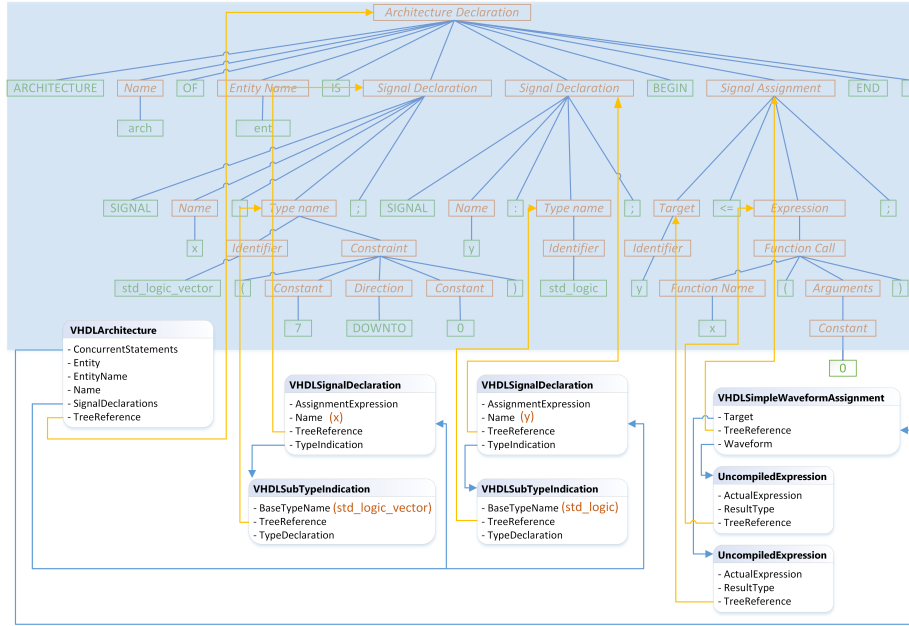 Architecture Declaration
ARCHITECTURE Name OF Entity Name IS Signal Declaration Signal Declaration BEGIN Signal Assignment END
arch ent
SIGNAL Name : Type name ; SIGNAL Name : Type name ; Target <= Expression ;
x Identifier Constraint y Identifier Identifier Function Call
std_logic_vector ( Constant Direction Constant ) std_logic y Function Name ( Arguments )
7 DOWNTO 0 x Constant
0
VHDLArchitecture
- ConcurrentStatements
- Entity
- EntityName
- Name
- SignalDeclarations
- TreeReference
VHDLSignalDeclaration
- AssignmentExpression
- Name (x)
- TreeReference
- TypeIndication
VHDLSubTypeIndication
- BaseTypeName (std_logic_vector)
- TreeReference
- TypeDeclaration
VHDLSignalDeclaration
- AssignmentExpression
- Name (y)
- TreeReference
- TypeIndication
VHDLSubTypeIndication
- BaseTypeName (std_logic)
- TreeReference
- TypeDeclaration
VHDLSimpleWaveformAssignment
- Target
- TreeReference
- Waveform
UncompiledExpression
- ActualExpression
- ResultType
- TreeReference
UncompiledExpression
- ActualExpression
- ResultType
- TreeReference